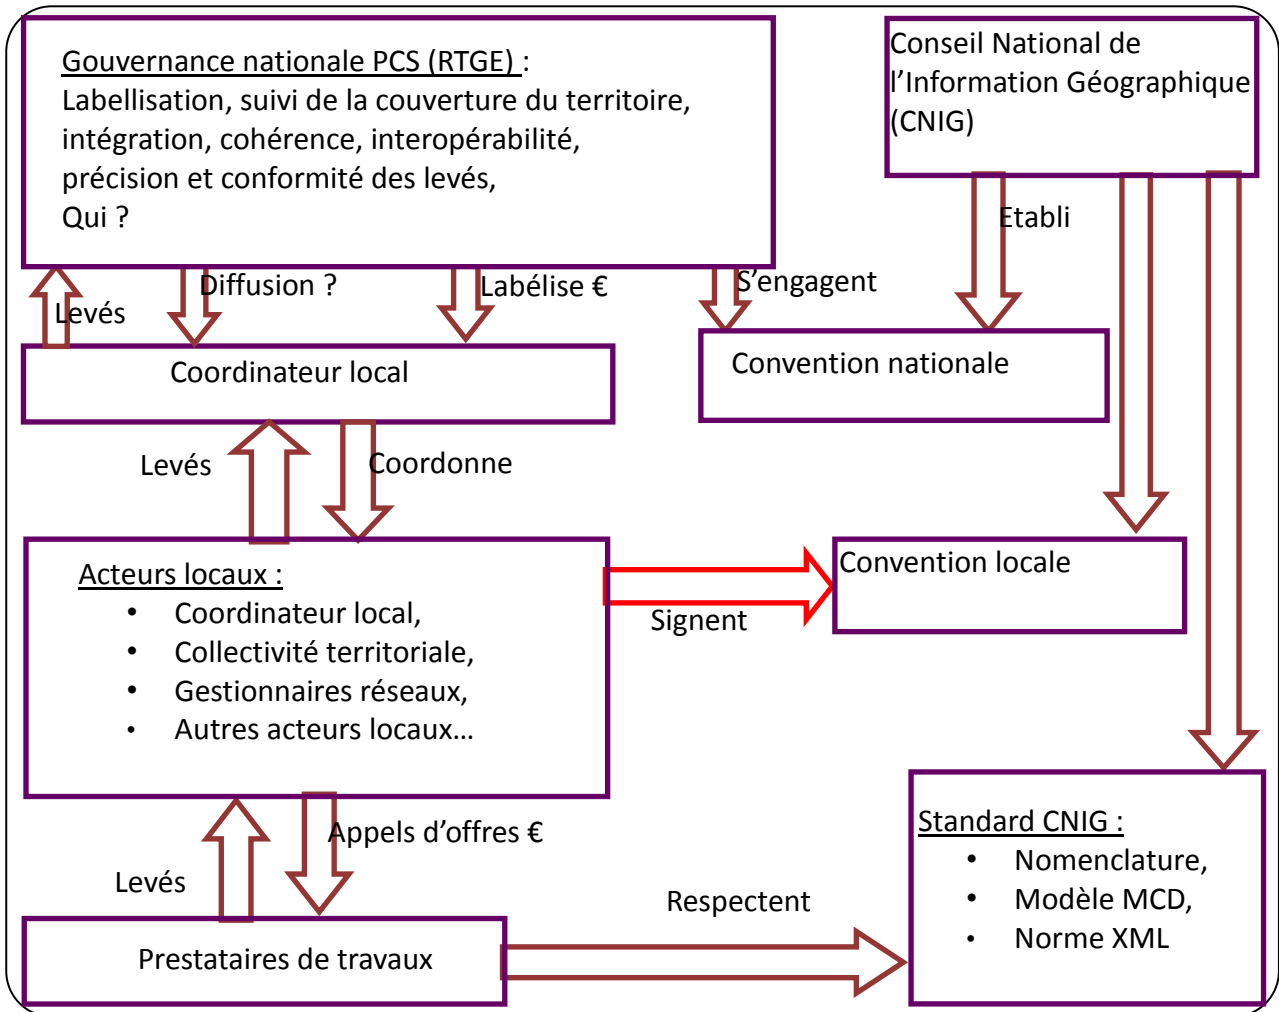 Gouvernance nationale PCS (RTGE) :
Labellisation, suivi de la couverture du territoire,
intégration, cohérence, interopérabilité,
précision et conformité des levés,
Qui ?
Conseil National de
l’Information Géographique
(CNIG)
Etabli
Levés
Diffusion ?
Labélise €
S’engagent
Coordinateur local
Convention nationale
Levés
Coordonne
Acteurs locaux :
• Coordinateur local,
• Collectivité territoriale,
• Gestionnaires réseaux,
• Autres acteurs locaux…
Signent
Convention locale
Levés
Appels d’offres €
Prestataires de travaux
Respectent
Standard CNIG :
• Nomenclature,
• Modèle MCD,
• Norme XML